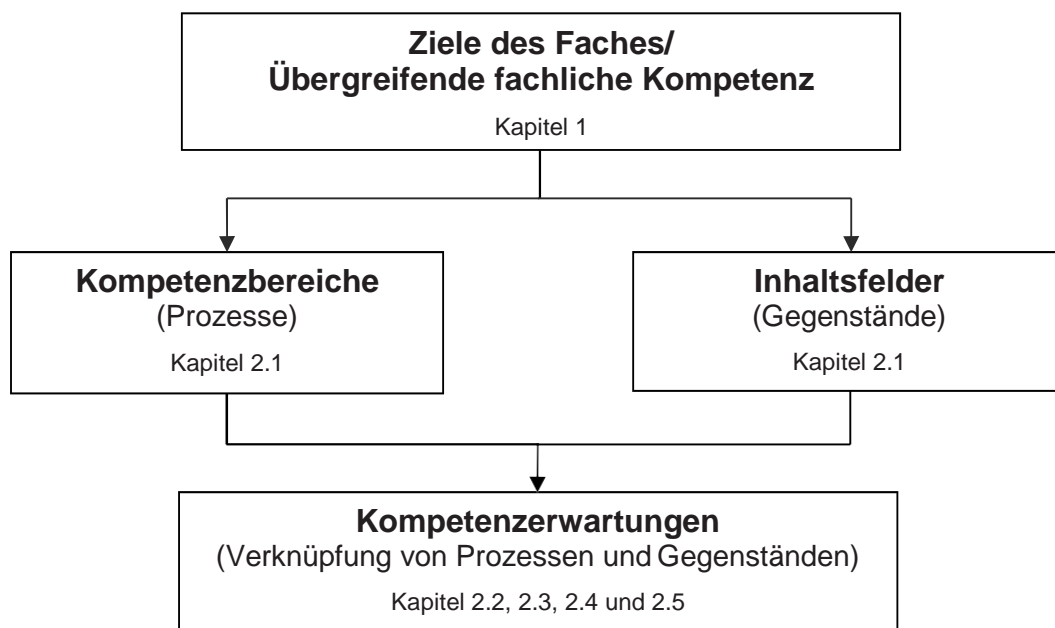 Ziele des Faches/
Übergreifende fachliche Kompetenz
Kapitel 1
Kompetenzbereiche
(Prozesse)
Kapitel 2.1
Inhaltsfelder
(Gegenstände)
Kapitel 2.1
Kompetenzerwartungen
(Verknüpfung von Prozessen und Gegenständen)
Kapitel 2.2, 2.3, 2.4 und 2.5